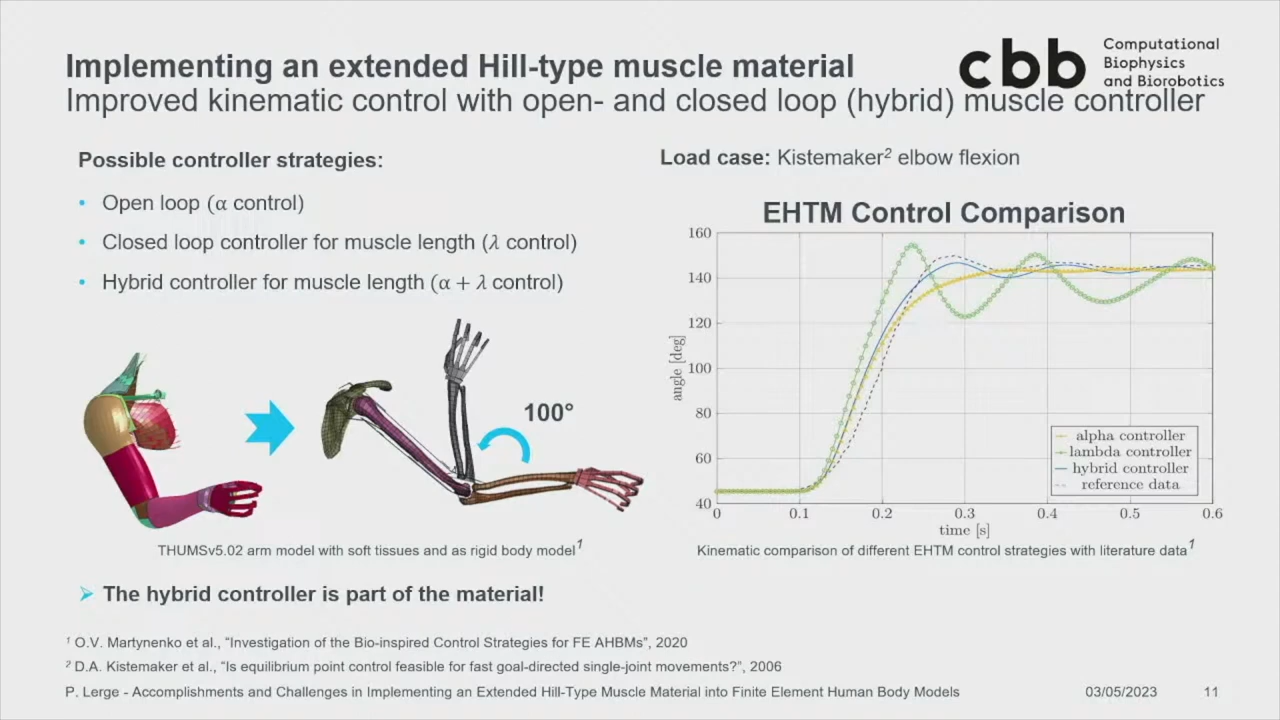 Implementing an extended Hill-type muscle material
Improved kinematic control with open- and closed loop (hybrid) muscle controller
cbb
Computational
Biophysics
and Biorobotics
Possible controller strategies:
• Open loop (α control)
• Closed loop controller for muscle length (λ control)
• Hybrid controller for muscle length (α + λ control)
100°
THUMSv5.02 arm model with soft tissues and as rigid body model¹
➢ The hybrid controller is part of the material!
Load case: Kistemaker² elbow flexion
EHTM Control Comparison
160
140
120
100
80
60
40
angle [deg]
0 0.1 0.2 0.3 0.4 0.5 0.6
time [s]
alpha controller
lambda controller
hybrid controller
reference data
Kinematic comparison of different EHTM control strategies with literature data¹
¹ O.V. Martynenko et al., “Investigation of the Bio-inspired Control Strategies for FE AHBMs”, 2020
² D.A. Kistemaker et al., “Is equilibrium point control feasible for fast goal-directed single-joint movements?”, 2006
P. Lerge - Accomplishments and Challenges in Implementing an Extended Hill-Type Muscle Material into Finite Element Human Body Models 03/05/2023 11